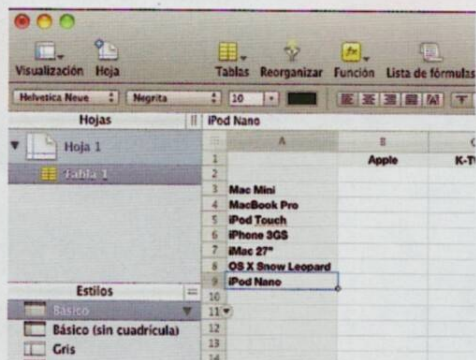 Visualización Hoja Tablas Reorganizar Función Lista de fórmulas
Helvetica Neue Negrita 10
Hojas iPod Nano
Hoja 1
Tabla 1
A B C
1 Apple
2
3 Mac Mini
4 MacBook Pro
5 iPod Touch
6 iPhone 3GS
7 iMac 27"
8 OS X Snow Leopard
9 iPod Nano
Estilos
10
Básico 11
Básico (sin cuadrícula) 12
Gris 13
14